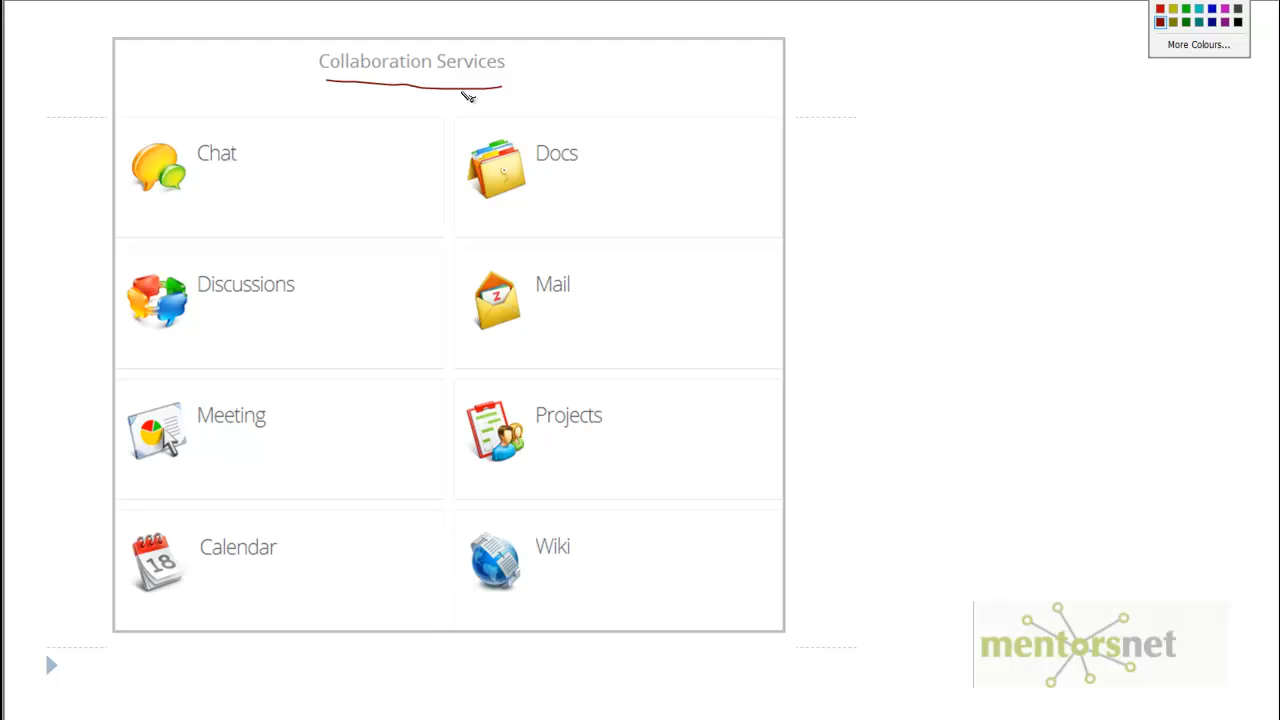 More Colours...
Collaboration Services
Chat
Docs
Discussions
Z
Mail
Meeting
Projects
18
Calendar
Wiki
mentorsnet